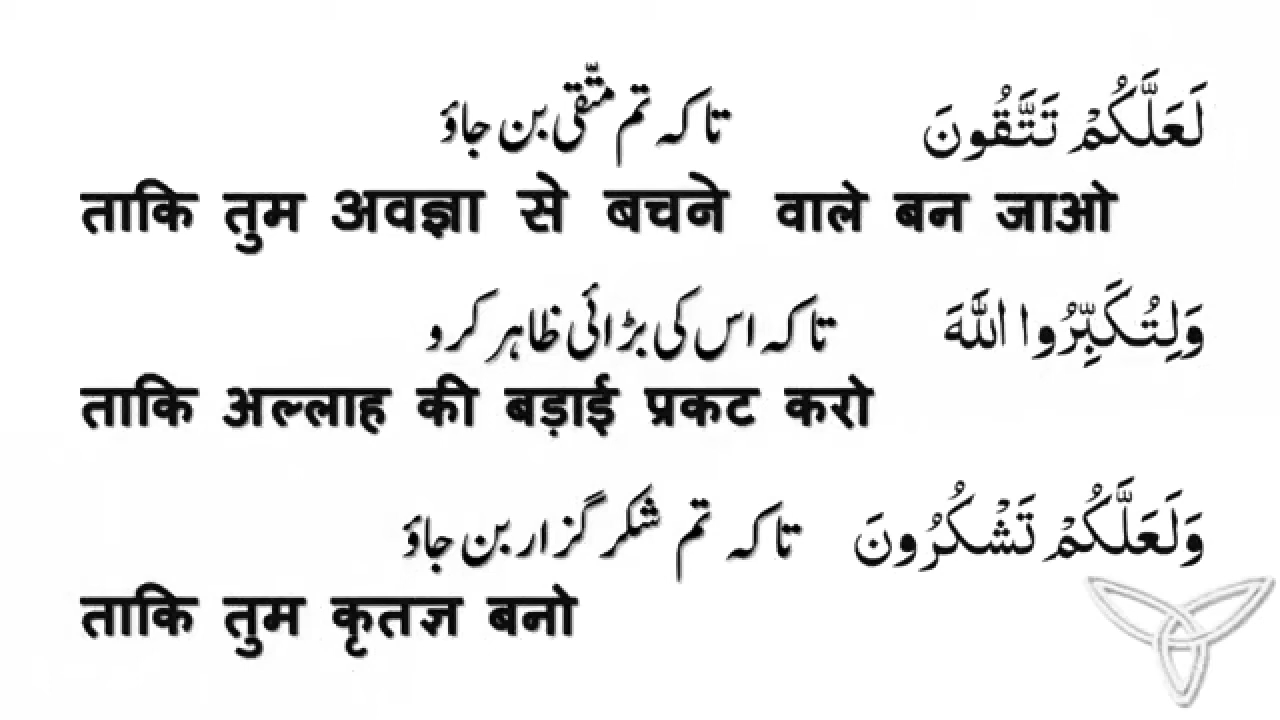 لَعَلَّكُمْ تَتَّقُونَ تاکہ تم متّقی بن جاؤ
ताकि तुम अवज्ञा से बचने वाले बन जाओ
وَلِتُكَبِّرُوا اللَّهَ تاکہ اس کی بڑائی ظاہر کرو
ताकि अल्लाह की बड़ाई प्रकट करो
وَلَعَلَّكُمْ تَشْكُرُونَ تاکہ تم شکر گزار بن جاؤ
ताकि तुम कृतज्ञ बनो